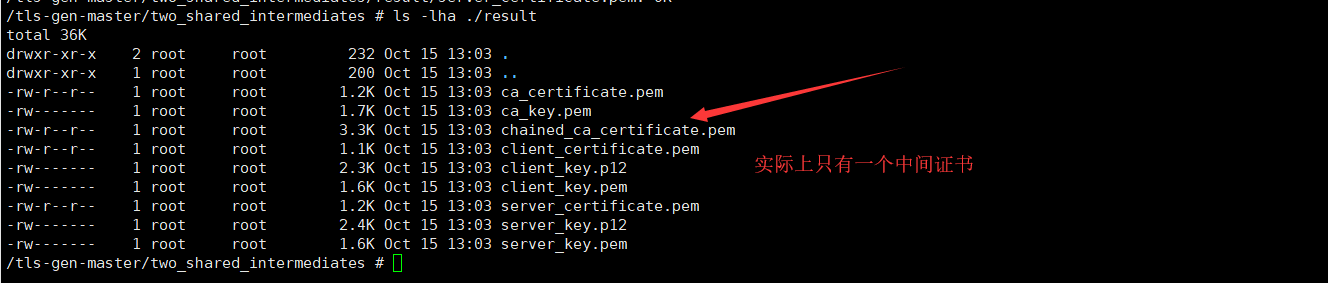 /tls-gen-master/two_shared_intermediates # ls -lha ./result
total 36K
drwxr-xr-x 2 root root 232 Oct 15 13:03 .
drwxr-xr-x 1 root root 200 Oct 15 13:03 ..
-rw-r--r-- 1 root root 1.2K Oct 15 13:03 ca_certificate.pem
-rw------- 1 root root 1.7K Oct 15 13:03 ca_key.pem
-rw-r--r-- 1 root root 3.3K Oct 15 13:03 chained_ca_certificate.pem
-rw-r--r-- 1 root root 1.1K Oct 15 13:03 client_certificate.pem
-rw------- 1 root root 2.3K Oct 15 13:03 client_key.p12
-rw------- 1 root root 1.6K Oct 15 13:03 client_key.pem
-rw-r--r-- 1 root root 1.2K Oct 15 13:03 server_certificate.pem
-rw------- 1 root root 2.4K Oct 15 13:03 server_key.p12
-rw------- 1 root root 1.6K Oct 15 13:03 server_key.pem
/tls-gen-master/two_shared_intermediates #
实际上只有一个中间证书